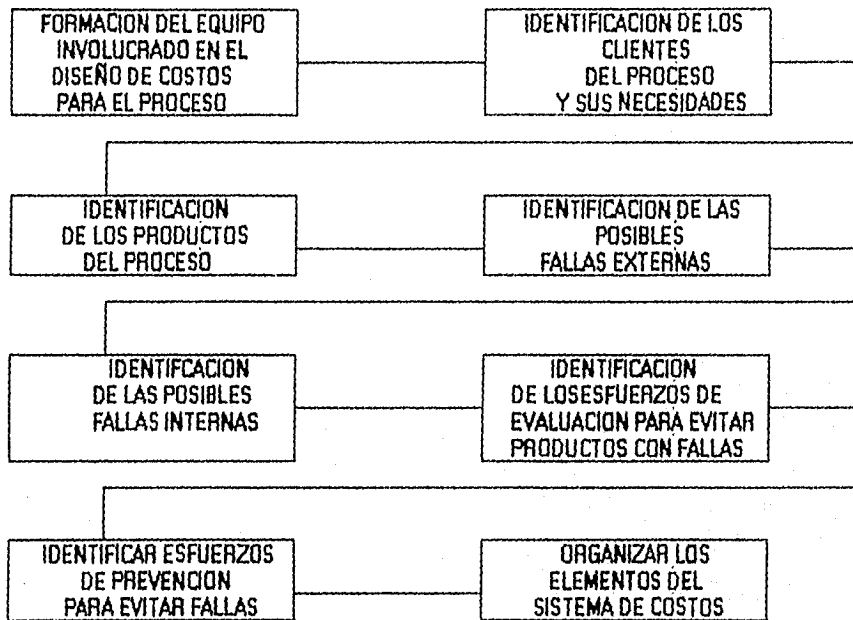 FORMACION DEL EQUIPO
INVOLUCRADO EN EL
DISEÑO DE COSTOS
PARA EL PROCESO
IDENTIFICACION DE LOS
CLIENTES
DEL PROCESO
Y SUS NECESIDADES
IDENTIFICACION
DE LOS PRODUCTOS
DEL PROCESO
IDENTIFICACION DE LAS
POSIBLES
FALLAS EXTERNAS
IDENTIFCACION
DE LAS POSIBLES
FALLAS INTERNAS
IDENTIFICACION
DE LOSESFUERZOS DE
EVALUACION PARA EVITAR
PRODUCTOS CON FALLAS
IDENTIFICAR ESFUERZOS
DE PREVENCION
PARA EVITAR FALLAS
ORGANIZAR LOS
ELEMENTOS DEL
SISTEMA DE COSTOS